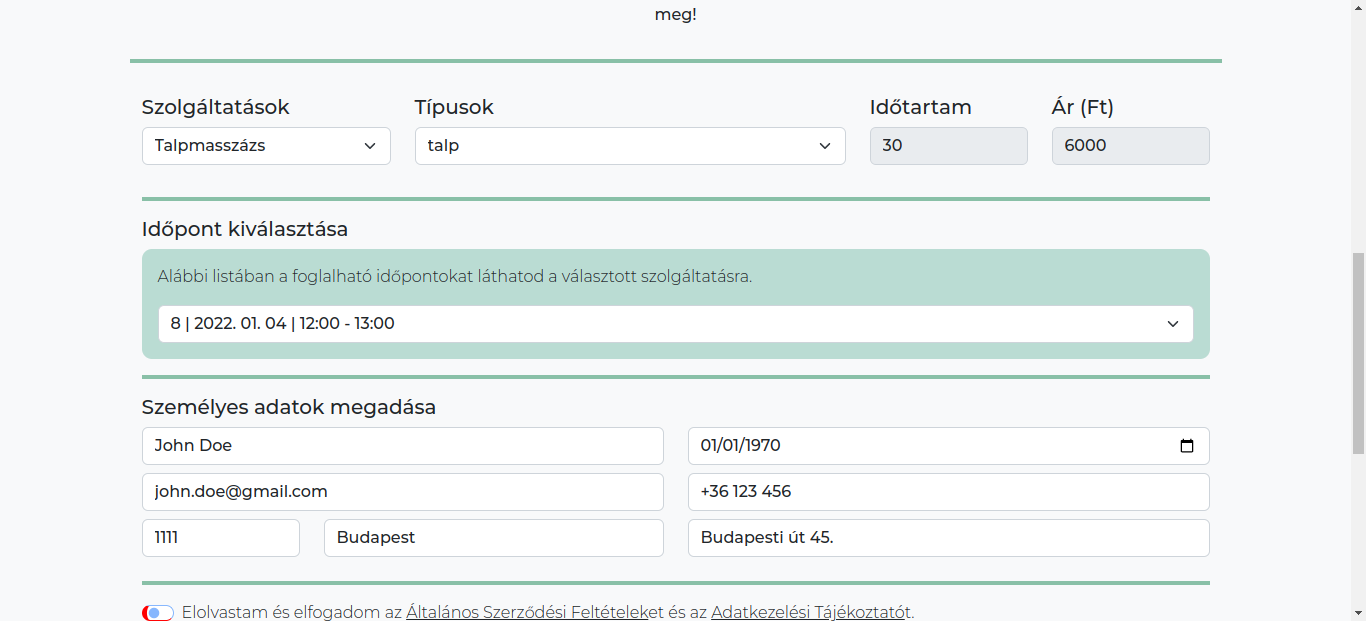 meg!
Szolgáltatások Típusok Időtartam Ár (Ft)
Talpmasszázs talp 30 6000
Időpont kiválasztása
Alábbi listában a foglalható időpontokat láthatod a választott szolgáltatásra.
8 | 2022. 01. 04 | 12:00 - 13:00
Személyes adatok megadása
John Doe 01/01/1970
john.doe@gmail.com +36 123 456
1111 Budapest Budapesti út 45.
Elolvastam és elfogadom az Általános Szerződési Feltételeket és az Adatkezelési Tájékoztatót.